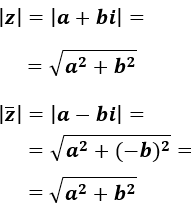 |z| = |a + bi| =
= √(a² + b²)
|z̅| = |a − bi| =
= √(a² + (−b)²) =
= √(a² + b²)